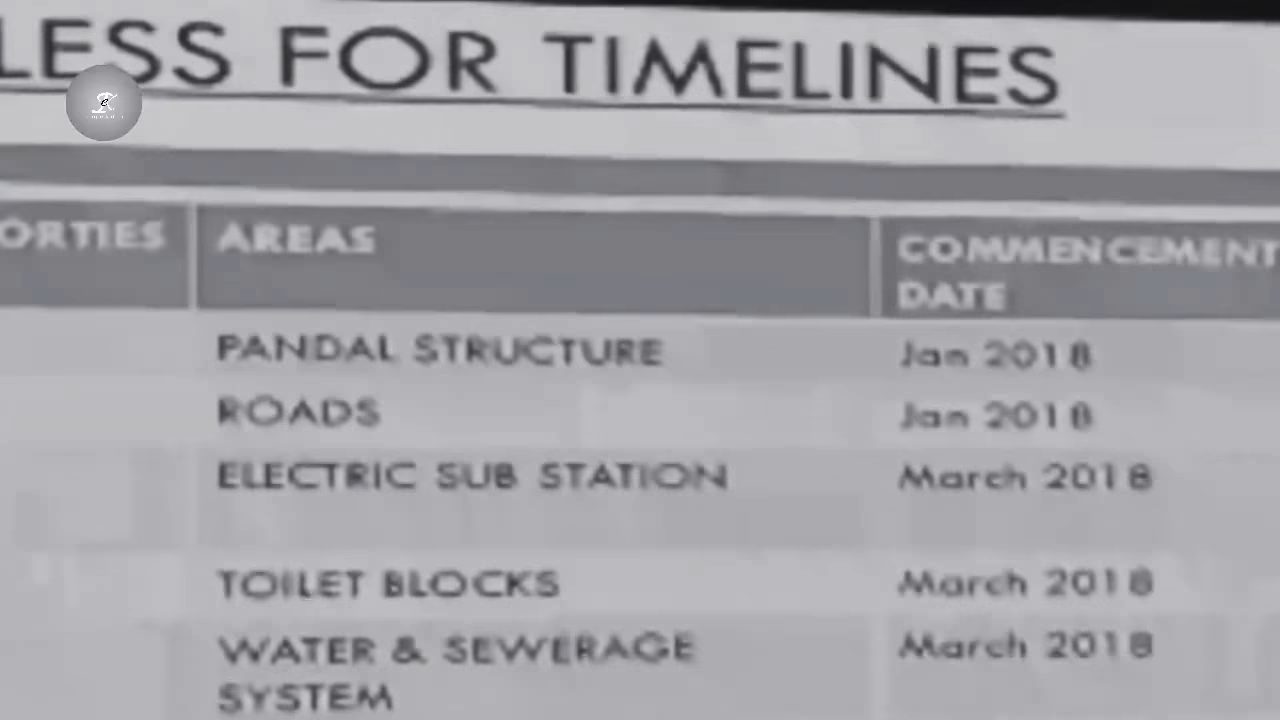 LESS FOR TIMELINES
ORTIES AREAS COMMENCEMENT
DATE
PANDAL STRUCTURE Jan 2018
ROADS Jan 2018
ELECTRIC SUB STATION March 2018
TOILET BLOCKS March 2018
WATER & SEWERAGE March 2018
SYSTEM